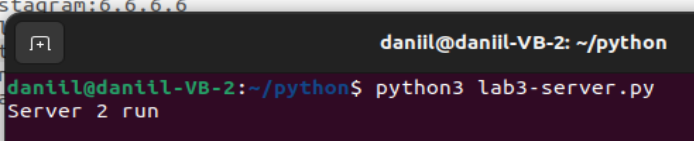 stagram:6.6.6.6
daniil@daniil-VB-2: ~/python
daniil@daniil-VB-2:~/python$ python3 lab3-server.py
Server 2 run